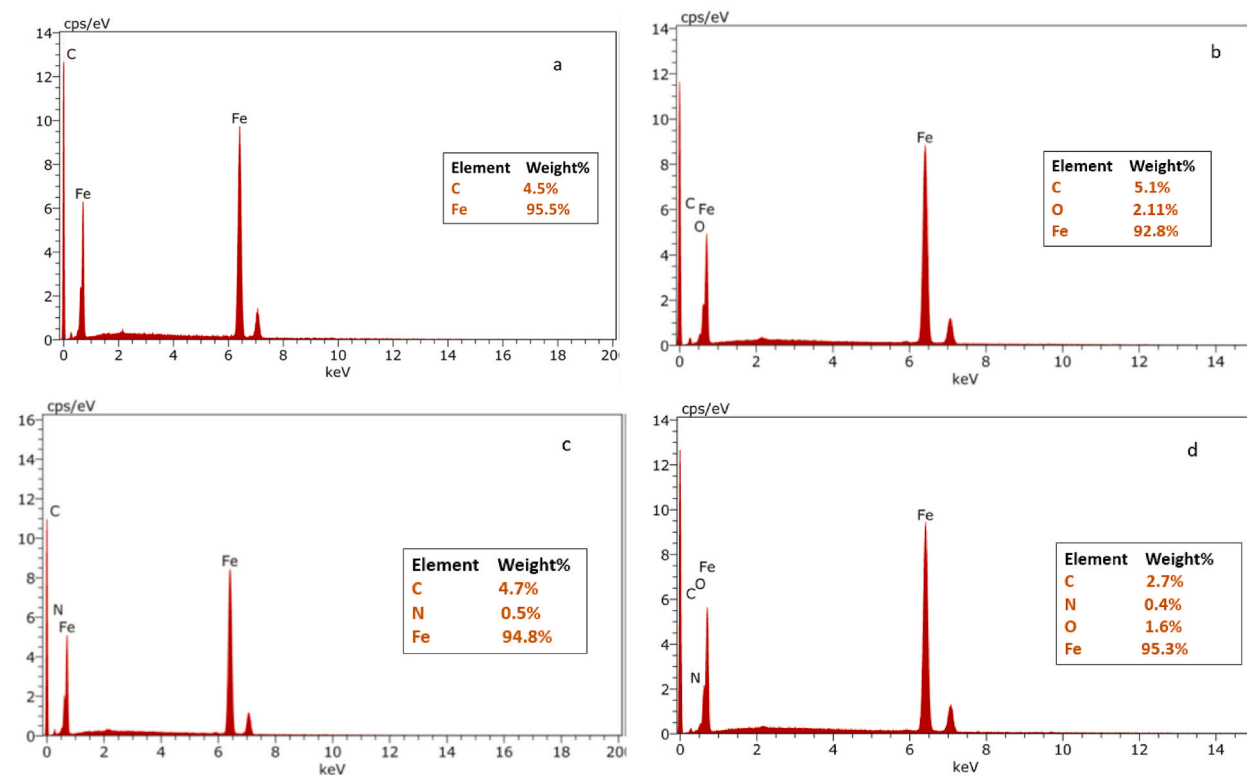 cps/eV
14
12
10
8
6
4
2
0
C
Fe
Fe
a
Element Weight%
C 4.5%
Fe 95.5%
0 2 4 6 8 10 12 14 16 18 20
keV
cps/eV
14
12
10
8
6
4
2
0
C Fe
O
Fe
b
Element Weight%
C 5.1%
O 2.11%
Fe 92.8%
0 2 4 6 8 10 12 14
keV
cps/eV
16
14
12
10
8
6
4
2
0
C
N
Fe
Fe
c
Element Weight%
C 4.7%
N 0.5%
Fe 94.8%
0 2 4 6 8 10 12 14 16 18 20
keV
cps/eV
14
12
10
8
6
4
2
0
Fe
O
C
N
Fe
d
Element Weight%
C 2.7%
N 0.4%
O 1.6%
Fe 95.3%
0 2 4 6 8 10 12 14
keV